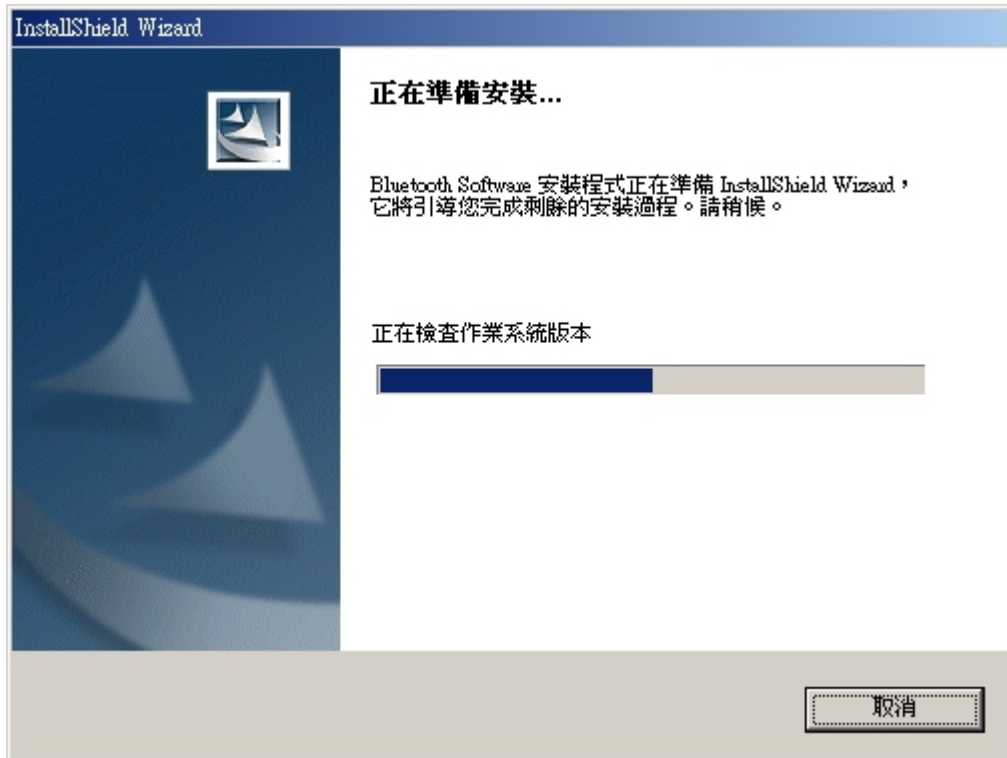 InstallShield Wizard
正在準備安裝...
Bluetooth Software 安裝程式正在準備 InstallShield Wizard，
它將引導您完成剩餘的安裝過程。請稍候。
正在檢查作業系統版本
取消